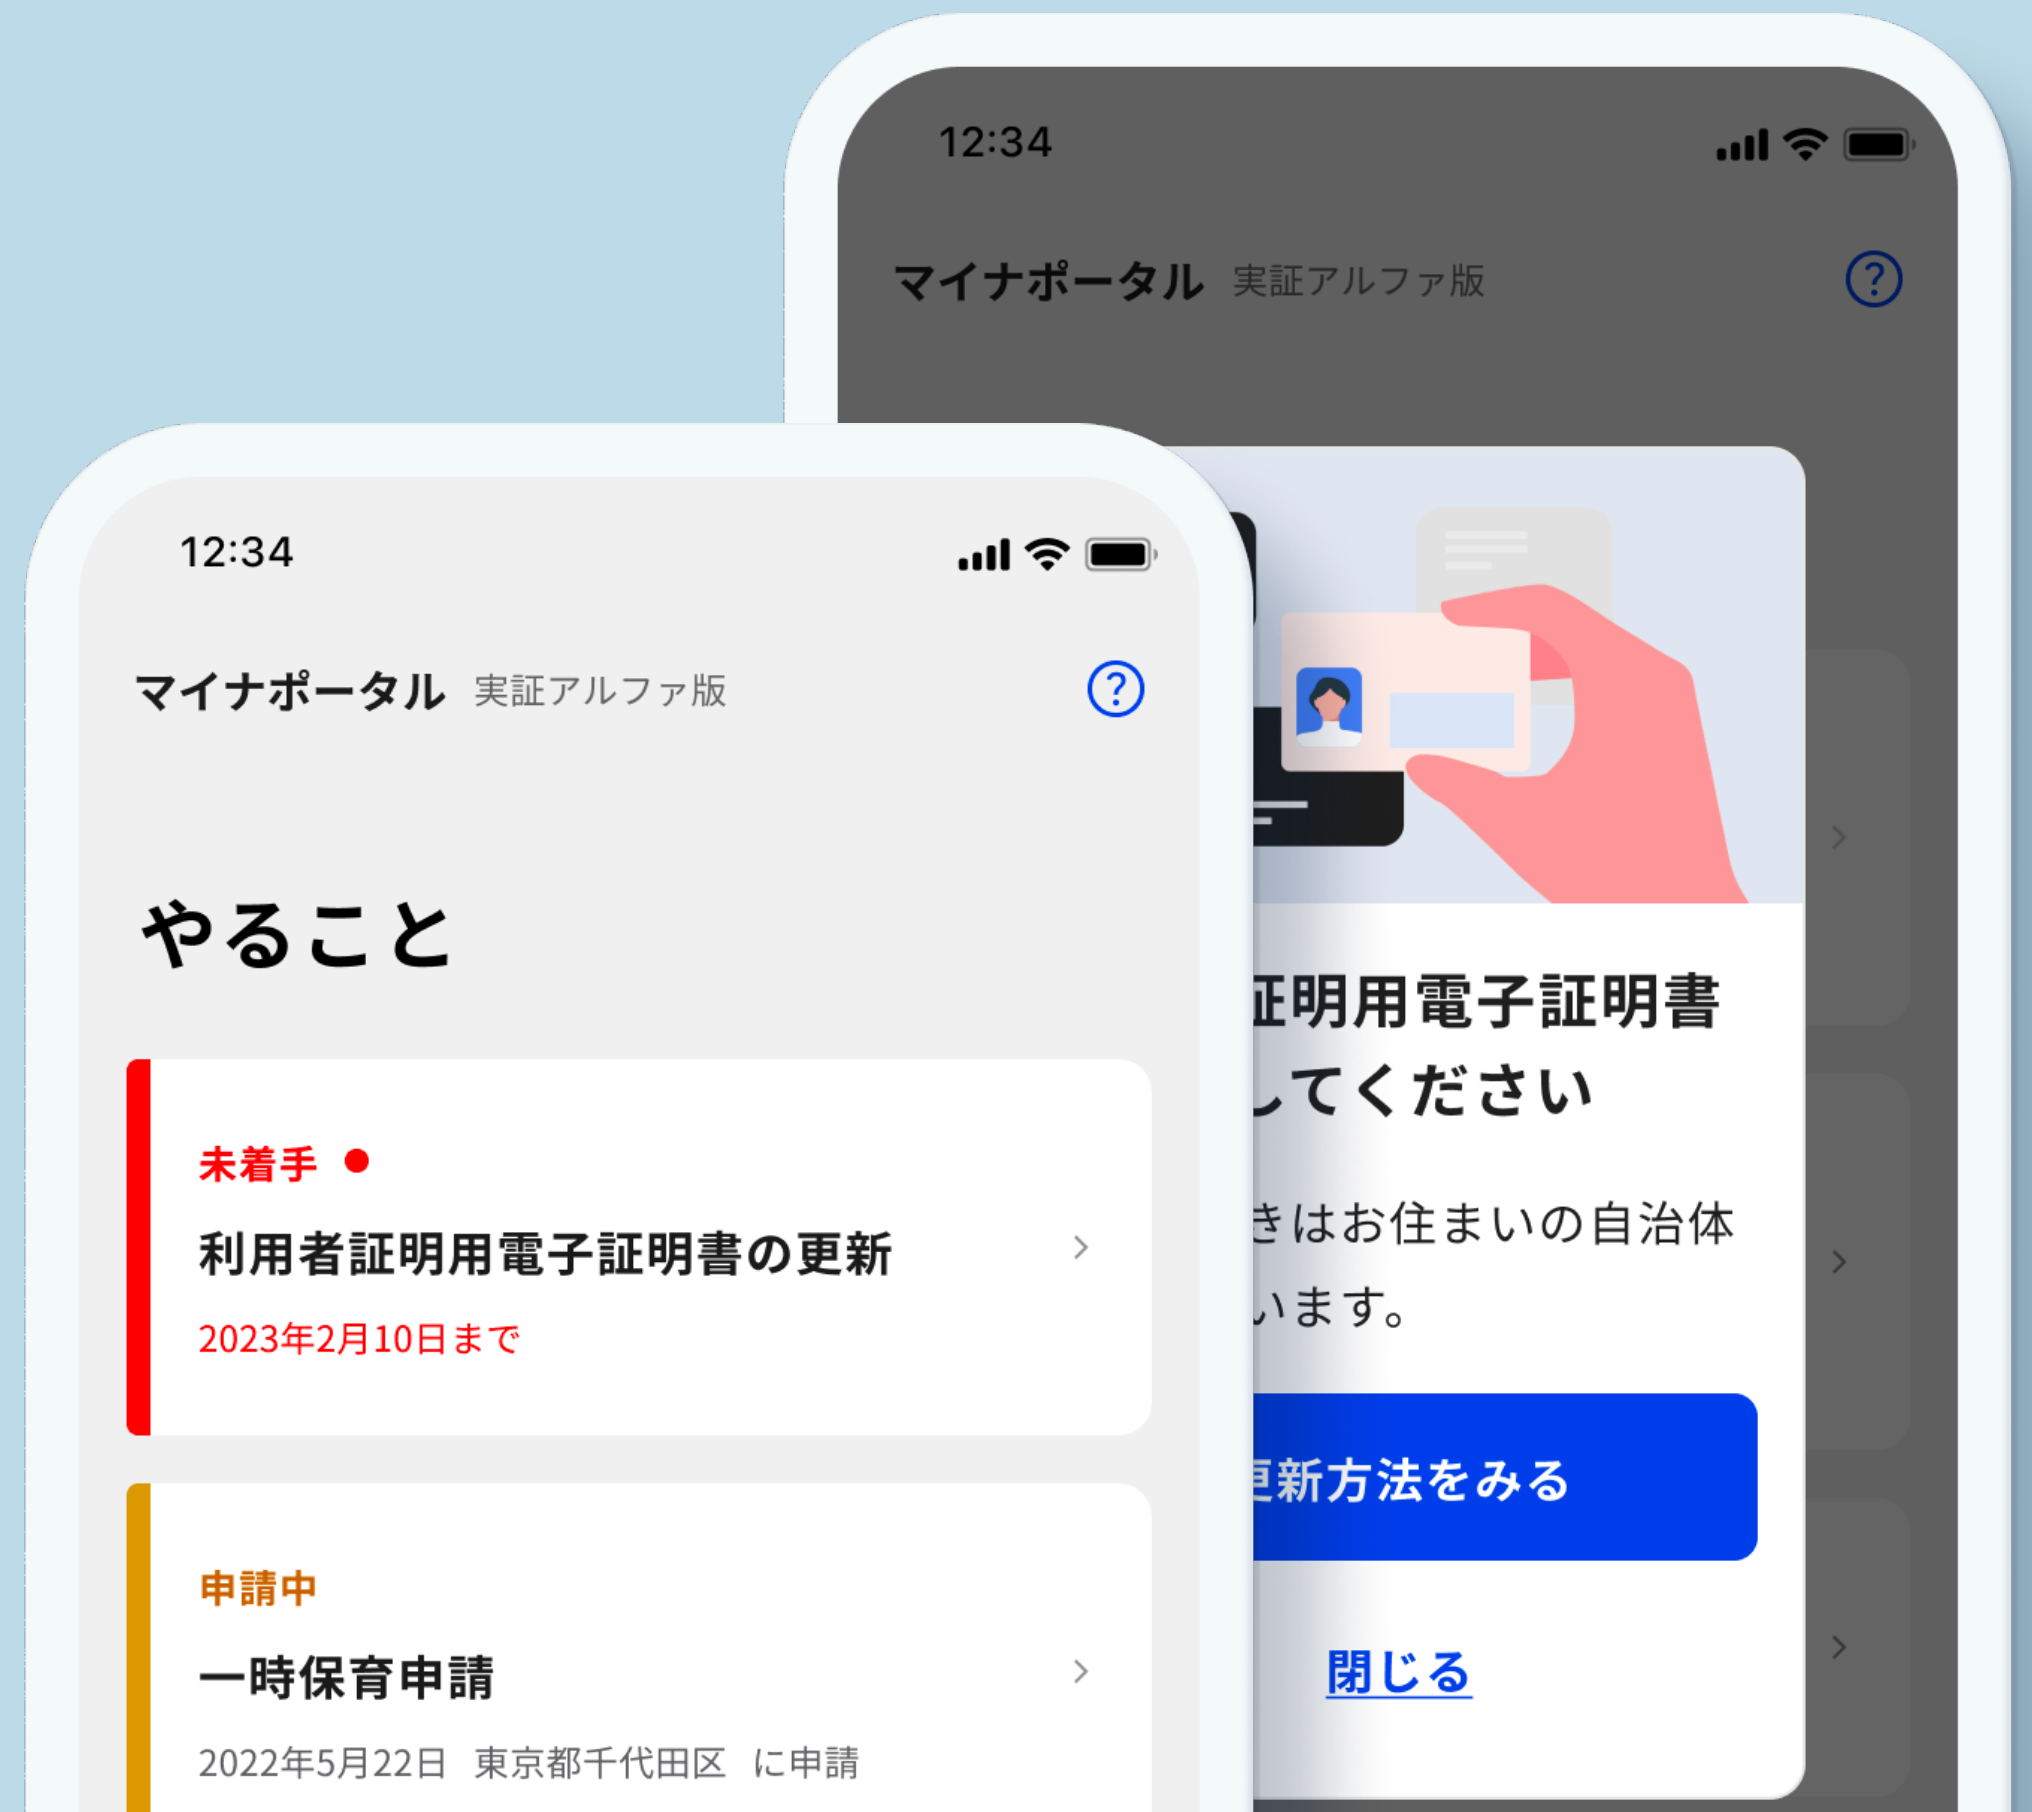 12:34
マイナポータル 実証アルファ版
?
やること
未着手
利用者証明用電子証明書の更新
2023年2月10日まで
申請中
一時保育申請
2022年5月22日 東京都千代田区 に申請
12:34
マイナポータル 実証アルファ版
?
証明用電子証明書
してください
きはお住まいの自治体
います。
更新方法をみる
閉じる